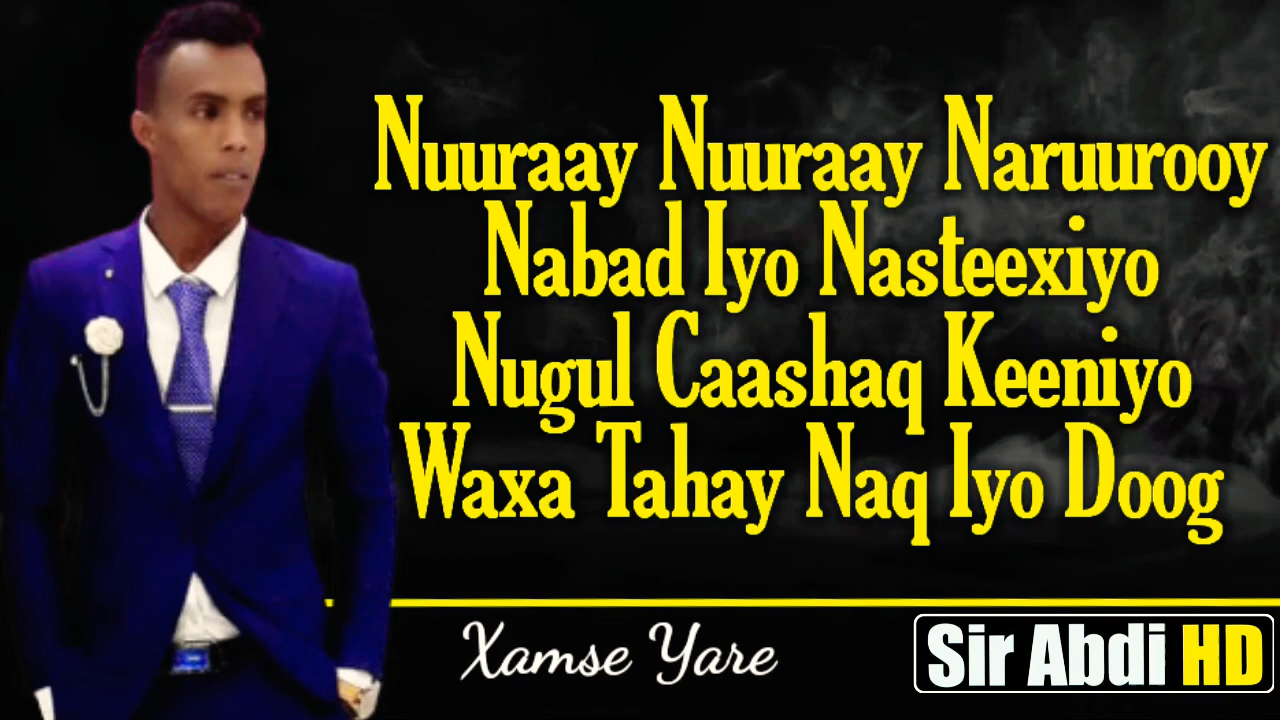 Nuuraay Nuuraay Naruurooy
Nabad Iyo Nasteexiyo
Nugul Caashaq Keeniyo
Waxa Tahay Naq Iyo Doog
Xamse Yare
Sir Abdi HD